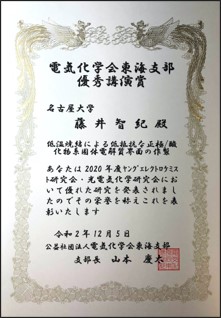 電気化学会東海支部
優秀講演賞
名古屋大学
藤井智紀殿
低温焼結による低抵抗な正極/酸
化物系固体電解質界面の作製
あなたは2020年度ヤングエレクトロケミス
ト研究会・光電気化学研究会にお
いて優れた研究を発表されまし
たのでその栄誉を称えこれを表
彰いたします
令和2年12月5日
公益社団法人電気化学会東海支部
支部長 山本 慶太